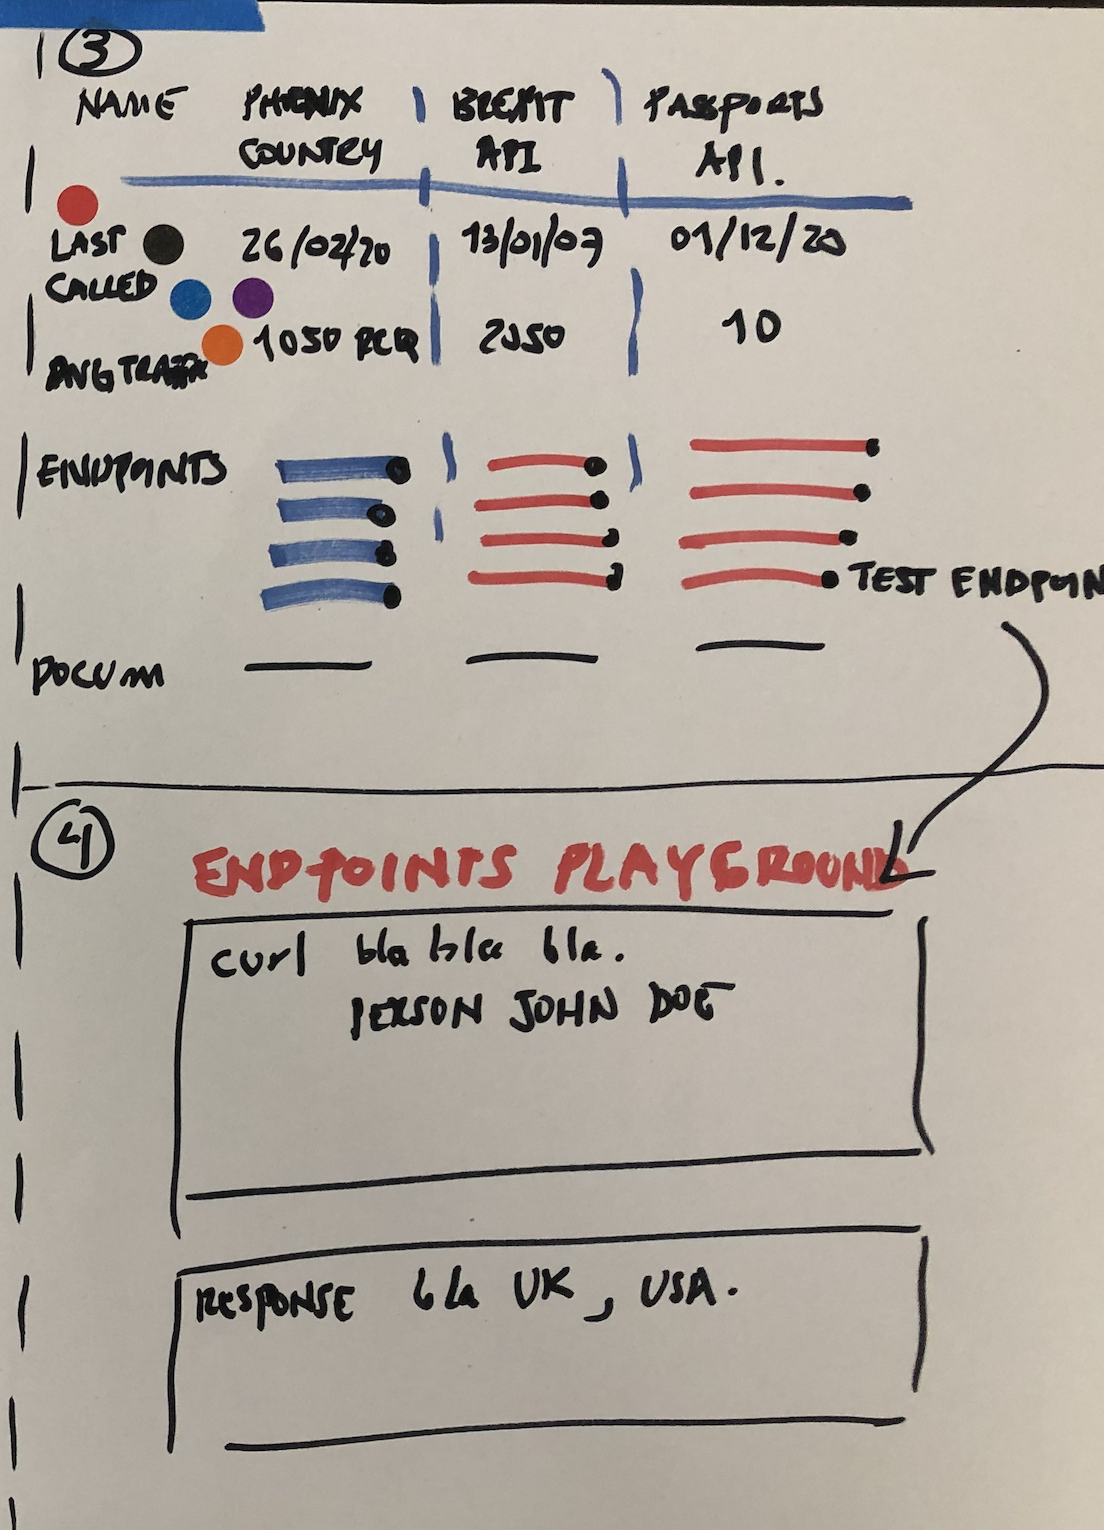 3
NAME PHENIX BREXIT PASSPORTS
COUNTRY API API.
LAST 26/02/20 13/01/07 01/12/20
CALLED
AVG TRAFFIC 1050 REQ 2050 10
ENDPOINTS
TEST ENDPOIN
DOCUM
4
ENDPOINTS PLAYGROUND
curl bla bla bla.
PERSON JOHN DOE
RESPONSE bla UK, USA.